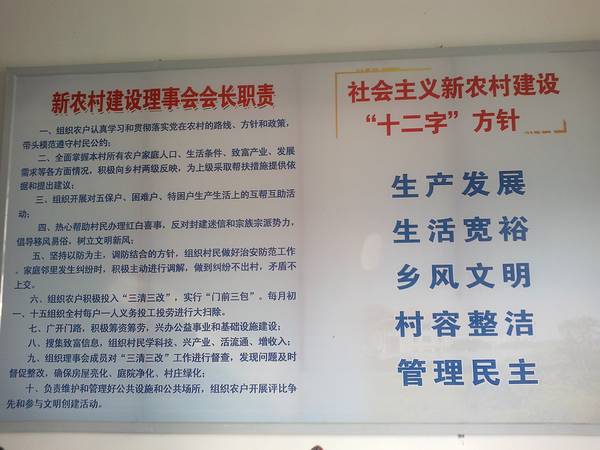 新农村建设理事会会长职责
一、组织农户认真学习和贯彻落实党在农村的路线、方针和政策，
带头模范遵守村民公约；
二、全面掌握本村所有农户家庭人口、生活条件、致富产业、发展
需求等各方面情况，积极向乡村两级反映，为上级采取帮扶措施提供依
据和提出建议；
三、组织开展对五保户、困难户、特困户生产生活上的互帮互助活
动；
四、热心帮助村民办理红白喜事，反对封建迷信和宗族宗派势力，
倡导移风易俗，树立文明新风；
五、坚持以防为主，调防结合的方针，组织村民做好治安防范工作
，家庭邻里发生纠纷时，积极主动进行调解，做到纠纷不出村，矛盾不
上交。
六、组织农户积极投入“三清三改”，实行“门前三包”。每月初
一、十五组织全村每户一人义务投工投劳进行大扫除。
七、广开门路，积极筹资筹劳，兴办公益事业和基础设施建设；
八、搜集致富信息，组织村民学科技、兴产业、活流通、增收入；
九、组织理事会成员对“三清三改”工作进行督查，发现问题及时
督促整改，确保房屋亮化、庭院净化、村庄绿化；
十、负责维护和管理好公共设施和公共场所，组织农户开展评比争
先和参与文明创建活动。
社会主义新农村建设
“十二字”方针
生产发展
生活宽裕
乡风文明
村容整洁
管理民主